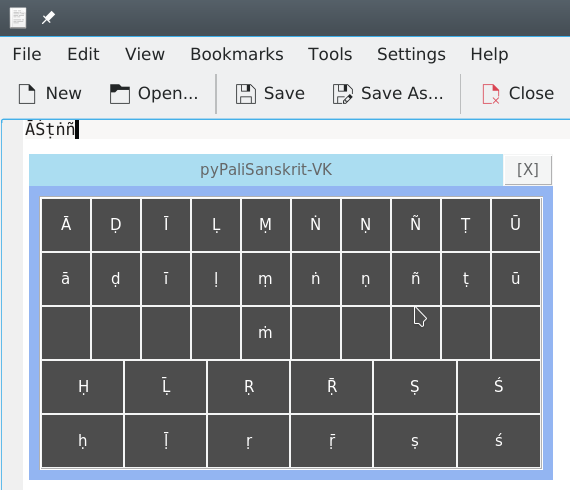 File Edit View Bookmarks Tools Settings Help
New Open... Save Save As... Close
ĀŚṭṅñ
pyPaliSanskrit-VK [X]
Ā Ḍ Ī Ḷ Ṃ Ṅ Ṇ Ñ Ṭ Ū
ā ḍ ī ḷ ṃ ṅ ṇ ñ ṭ ū
ṁ
Ḥ Ḹ Ṛ Ṝ Ṣ Ś
ḥ ḹ ṛ ṝ ṣ ś